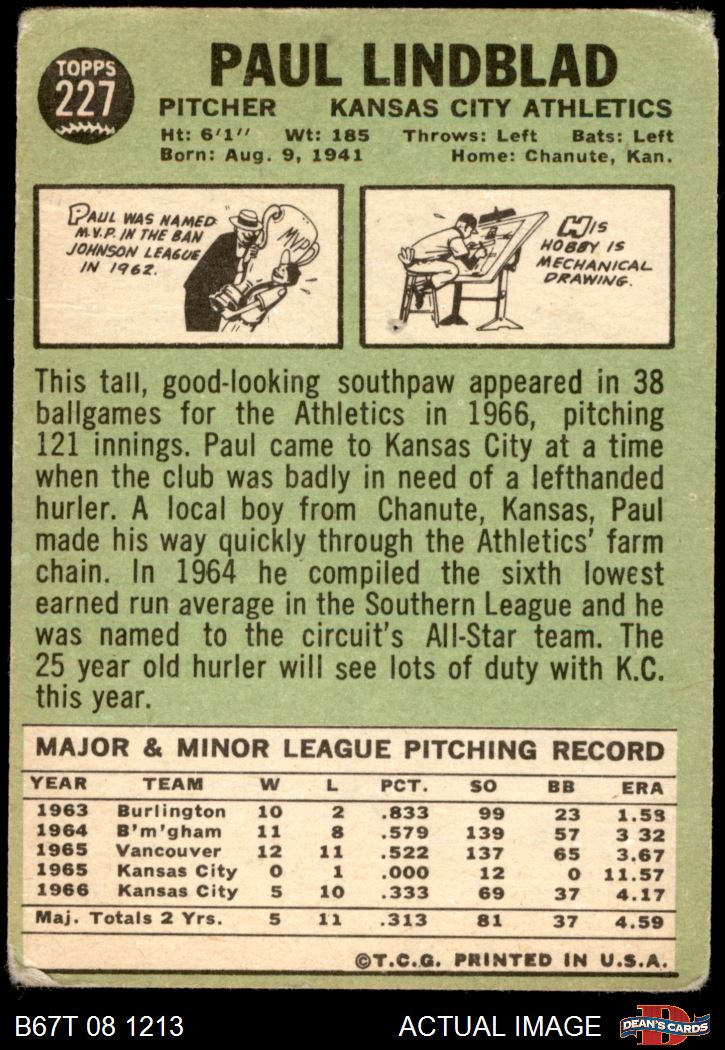 TOPPS
227
PAUL LINDBLAD
PITCHER KANSAS CITY ATHLETICS
Ht: 6'1" Wt: 185 Throws: Left Bats: Left
Born: Aug. 9, 1941 Home: Chanute, Kan.
PAUL WAS NAMED
M.V.P. IN THE BAN
JOHNSON LEAGUE
IN 1962.
MVP
HIS
HOBBY IS
MECHANICAL
DRAWING.
This tall, good-looking southpaw appeared in 38
ballgames for the Athletics in 1966, pitching
121 innings. Paul came to Kansas City at a time
when the club was badly in need of a lefthanded
hurler. A local boy from Chanute, Kansas, Paul
made his way quickly through the Athletics' farm
chain. In 1964 he compiled the sixth lowest
earned run average in the Southern League and he
was named to the circuit's All-Star team. The
25 year old hurler will see lots of duty with K.C.
this year.
MAJOR & MINOR LEAGUE PITCHING RECORD
YEAR TEAM W L PCT. SO BB ERA
1963 Burlington 10 2 .833 99 23 1.58
1964 B'm'gham 11 8 .579 139 57 3 32
1965 Vancouver 12 11 .522 137 65 3.67
1965 Kansas City 0 1 .000 12 0 11.57
1966 Kansas City 5 10 .333 69 37 4.17
Maj. Totals 2 Yrs. 5 11 .313 81 37 4.59
©T.C.G. PRINTED IN U.S.A.
B67T 08 1213 ACTUAL IMAGE
D
DEAN'S CARDS